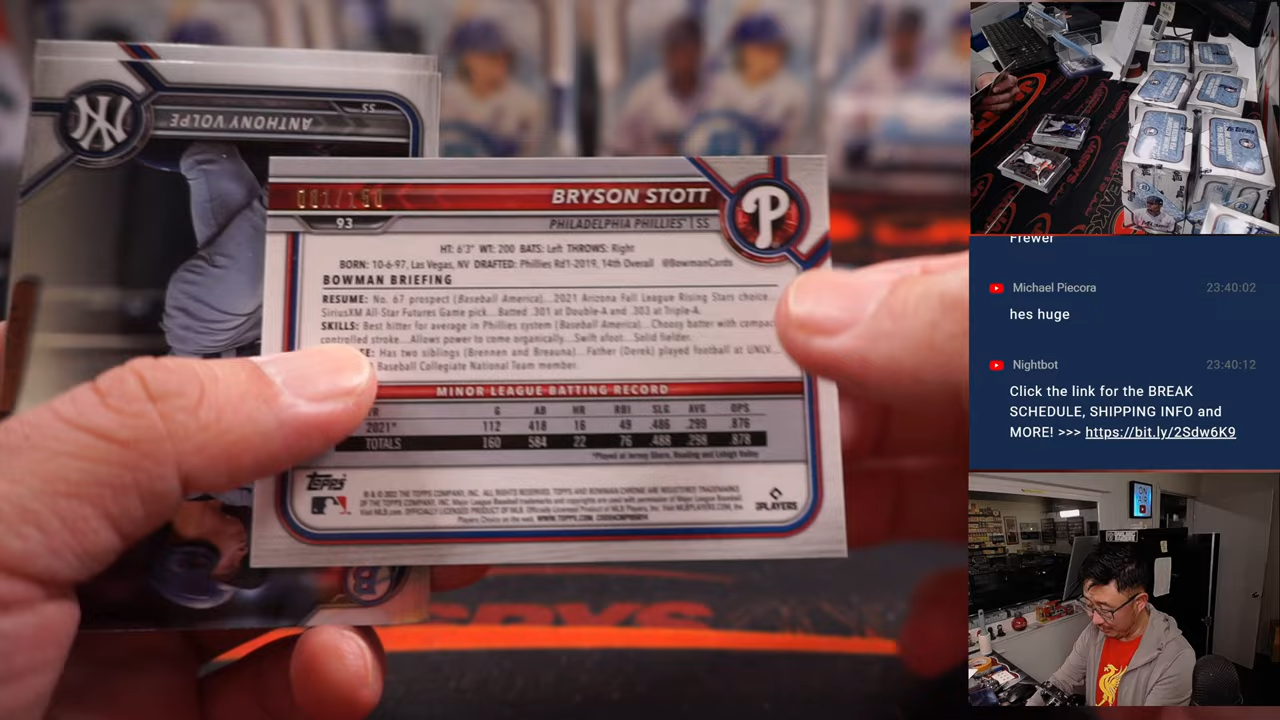 SS
ANTHONY VOLPE
001/150
BRYSON STOTT
93
PHILADELPHIA PHILLIES | SS
HT: 6'3" WT: 200 BATS: Left THROWS: Right
BORN: 10-6-97, Las Vegas, NV DRAFTED: Phillies Rd1-2019, 14th Overall @BowmanCards
BOWMAN BRIEFING
RESUME: No. 67 prospect (Baseball America)...2021 Arizona Fall League Rising Stars choice...
SiriusXM All-Star Futures Game pick...Batted .301 at Double-A and .303 at Triple-A.
SKILLS: Best hitter for average in Phillies system (Baseball America)... Choosy batter with compact,
controlled stroke...Allows power to come organically...Swift afoot...Solid fielder.
Has two siblings (Brennen and Breauna)...Father (Derek) played football at UNLV...
Baseball Collegiate National Team member.
MINOR LEAGUE BATTING RECORD
YR G AB HR RBI SLG AVG OPS
2021* 112 418 16 49 .486 .299 .876
TOTALS 160 584 22 76 .488 .298 .878
*Played at Jersey Shore, Reading and Lehigh Valley
Topps
MLBPLAYERS
Frewer
Michael Piecora 23:40:02
hes huge
Nightbot 23:40:12
Click the link for the BREAK
SCHEDULE, SHIPPING INFO and
MORE! >>> https://bit.ly/2Sdw6K9
ON
AIR